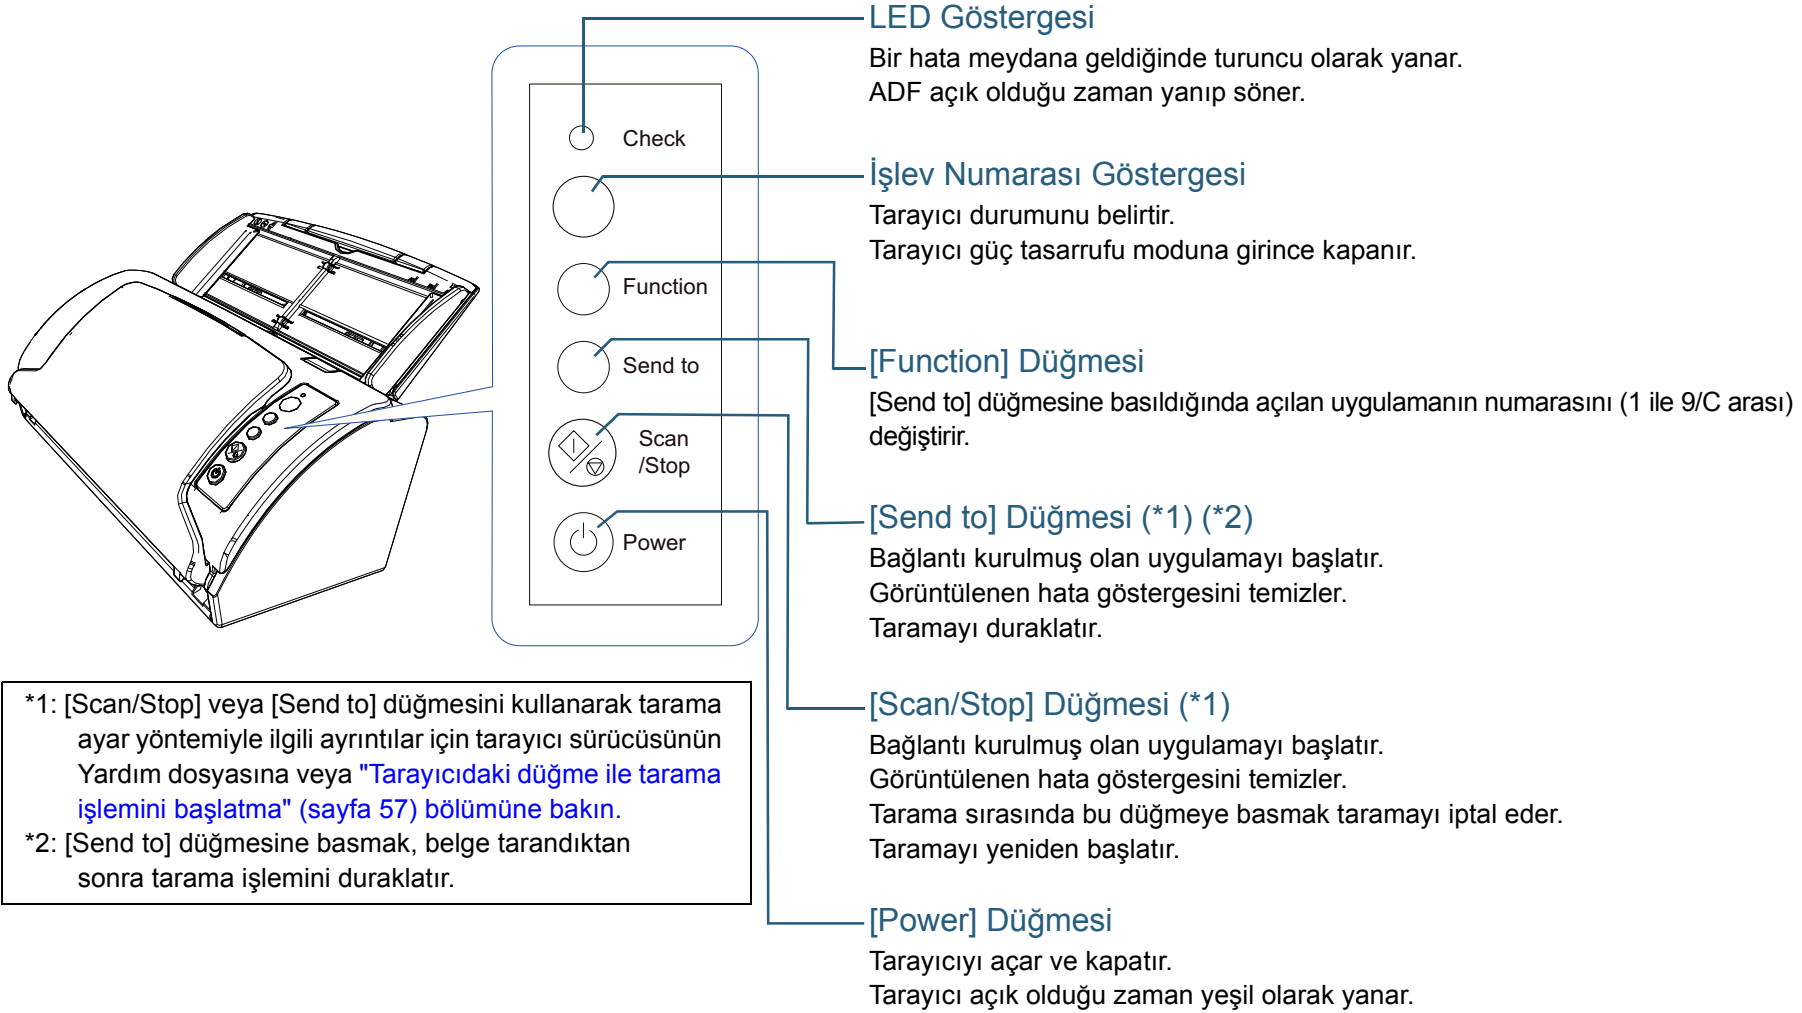 LED Göstergesi
Bir hata meydana geldiğinde turuncu olarak yanar.
ADF açık olduğu zaman yanıp söner.
Check
İşlev Numarası Göstergesi
Tarayıcı durumunu belirtir.
Tarayıcı güç tasarrufu moduna girince kapanır.
Function
[Function] Düğmesi
[Send to] düğmesine basıldığında açılan uygulamanın numarasını (1 ile 9/C arası)
değiştirir.
Send to
Scan
/Stop
[Send to] Düğmesi (*1) (*2)
Bağlantı kurulmuş olan uygulamayı başlatır.
Görüntülenen hata göstergesini temizler.
Taramayı duraklatır.
Power
[Scan/Stop] Düğmesi (*1)
Bağlantı kurulmuş olan uygulamayı başlatır.
Görüntülenen hata göstergesini temizler.
Tarama sırasında bu düğmeye basmak taramayı iptal eder.
Taramayı yeniden başlatır.
[Power] Düğmesi
Tarayıcıyı açar ve kapatır.
Tarayıcı açık olduğu zaman yeşil olarak yanar.
*1: [Scan/Stop] veya [Send to] düğmesini kullanarak tarama
ayar yöntemiyle ilgili ayrıntılar için tarayıcı sürücüsünün
Yardım dosyasına veya "Tarayıcıdaki düğme ile tarama
işlemini başlatma" (sayfa 57) bölümüne bakın.
*2: [Send to] düğmesine basmak, belge tarandıktan
sonra tarama işlemini duraklatır.